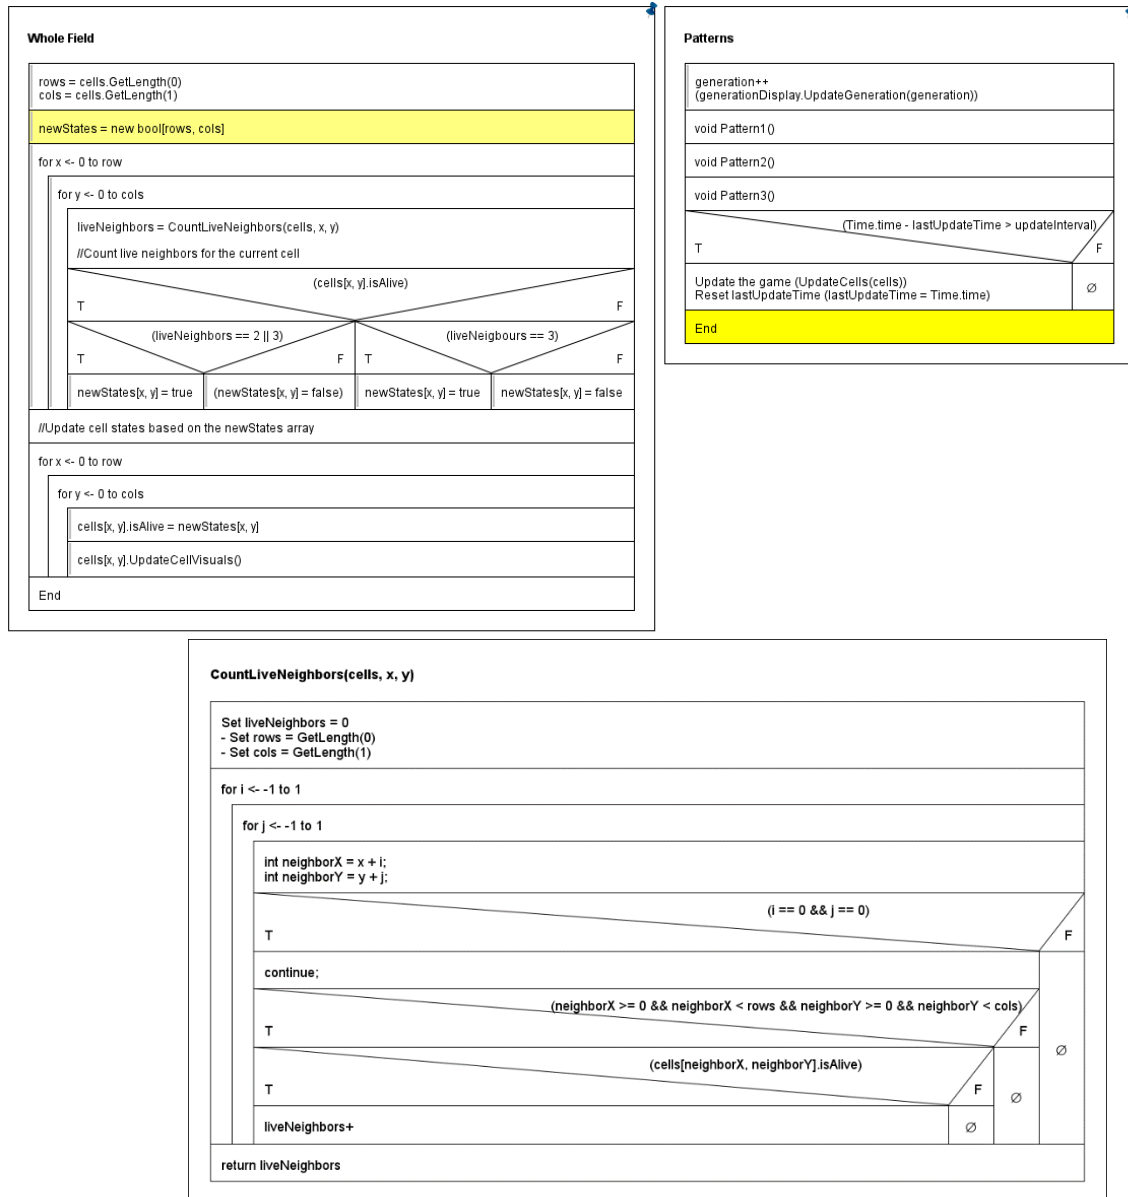 Whole Field
rows = cells.GetLength(0)
cols = cells.GetLength(1)
newStates = new bool[rows, cols]
for x <- 0 to row
for y <- 0 to cols
liveNeighbors = CountLiveNeighbors(cells, x, y)
//Count live neighbors for the current cell
(cells[x, y].isAlive)
T F
(liveNeighbors == 2 || 3) (liveNeigbours == 3)
T F T F
newStates[x, y] = true (newStates[x, y] = false) newStates[x, y] = true newStates[x, y] = false
//Update cell states based on the newStates array
for x <- 0 to row
for y <- 0 to cols
cells[x, y].isAlive = newStates[x, y]
cells[x, y].UpdateCellVisuals()
End
Patterns
generation++
(generationDisplay.UpdateGeneration(generation))
void Pattern1()
void Pattern2()
void Pattern3()
(Time.time - lastUpdateTime > updateInterval)
T F
Update the game (UpdateCells(cells))
Reset lastUpdateTime (lastUpdateTime = Time.time)
∅
End
CountLiveNeighbors(cells, x, y)
Set liveNeighbors = 0
- Set rows = GetLength(0)
- Set cols = GetLength(1)
for i <- -1 to 1
for j <- -1 to 1
int neighborX = x + i;
int neighborY = y + j;
(i == 0 && j == 0)
T F
continue;
(neighborX >= 0 && neighborX < rows && neighborY >= 0 && neighborY < cols)
T F
∅
(cells[neighborX, neighborY].isAlive)
T F
∅
liveNeighbors+ ∅
return liveNeighbors